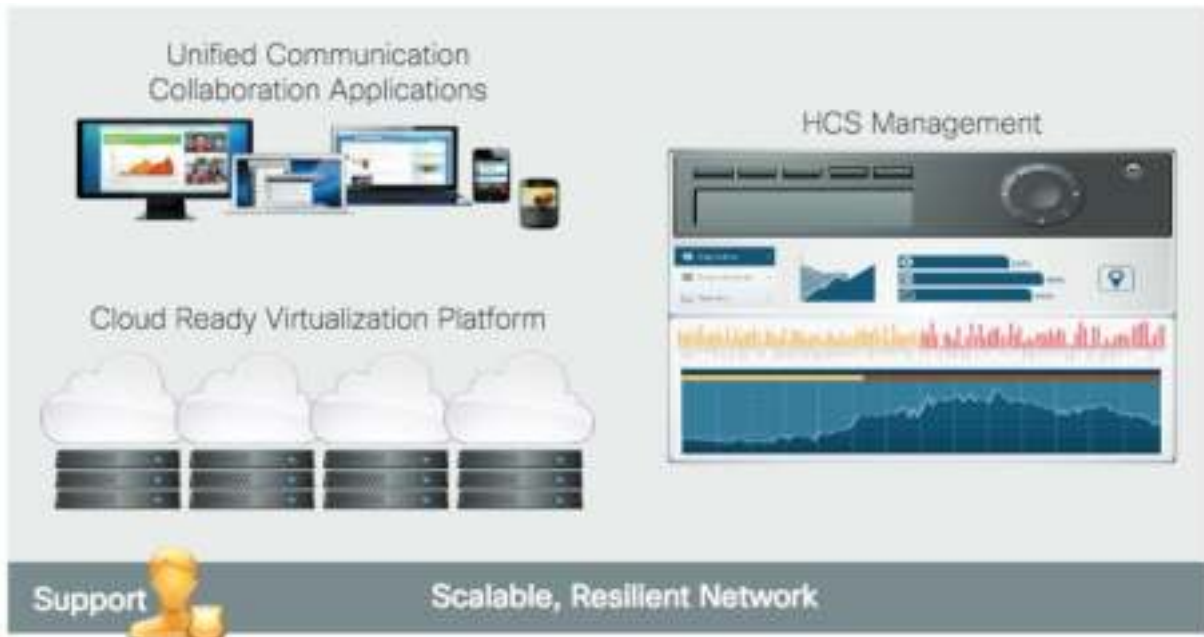 Unified Communication
Collaboration Applications
HCS Management
Cloud Ready Virtualization Platform
Support
Scalable, Resilient Network